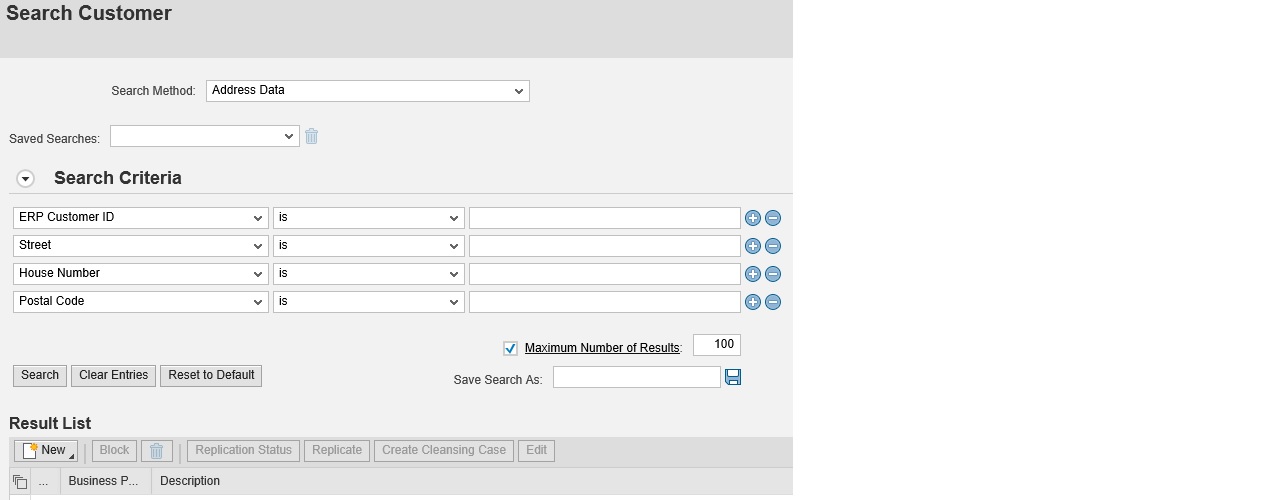 Search Customer
Search Method: Address Data
Saved Searches:
Search Criteria
ERP Customer ID is
Street is
House Number is
Postal Code is
Maximum Number of Results: 100
Search Clear Entries Reset to Default Save Search As:
Result List
New Block Replication Status Replicate Create Cleansing Case Edit
... Business P... Description